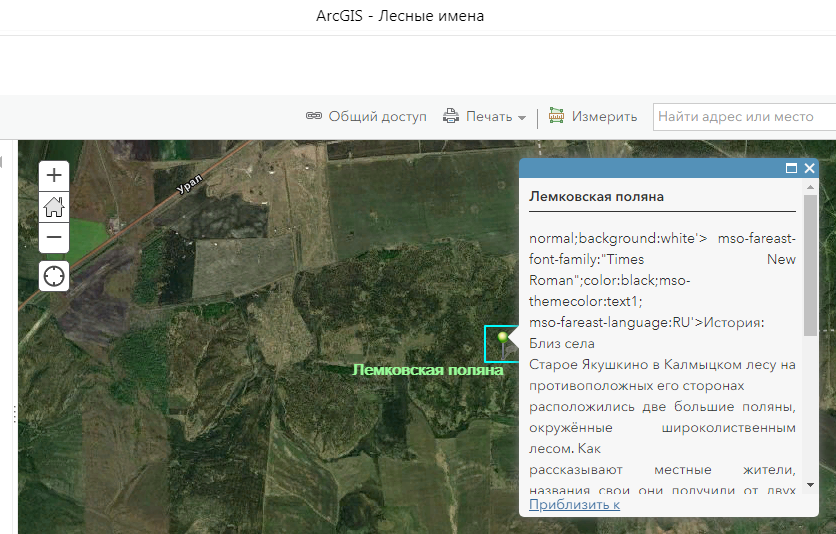 ArcGIS - Лесные имена
Общий доступ Печать Измерить Найти адрес или место
Урал
Лемковская поляна
Лемковская поляна
normal;background:white'> mso-fareast-
font-family:"Times New
Roman";color:black;mso-
themecolor:text1;
mso-fareast-language:RU'>История:
Близ села
Старое Якушкино в Калмыцком лесу на
противоположных его сторонах
расположились две большие поляны,
окружённые широколиственным
лесом. Как
рассказывают местные жители,
названия свои они получили от двух
Приблизить к